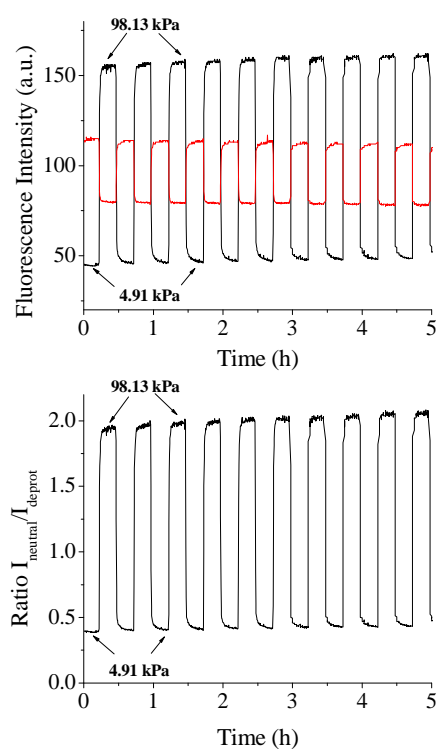 98.13 kPa
150
100
50
Fluorescence Intensity (a.u.)
4.91 kPa
0 1 2 3 4 5
Time (h)
98.13 kPa
2.0
1.5
1.0
0.5
0.0
Ratio I_neutral/I_deprot
4.91 kPa
0 1 2 3 4 5
Time (h)